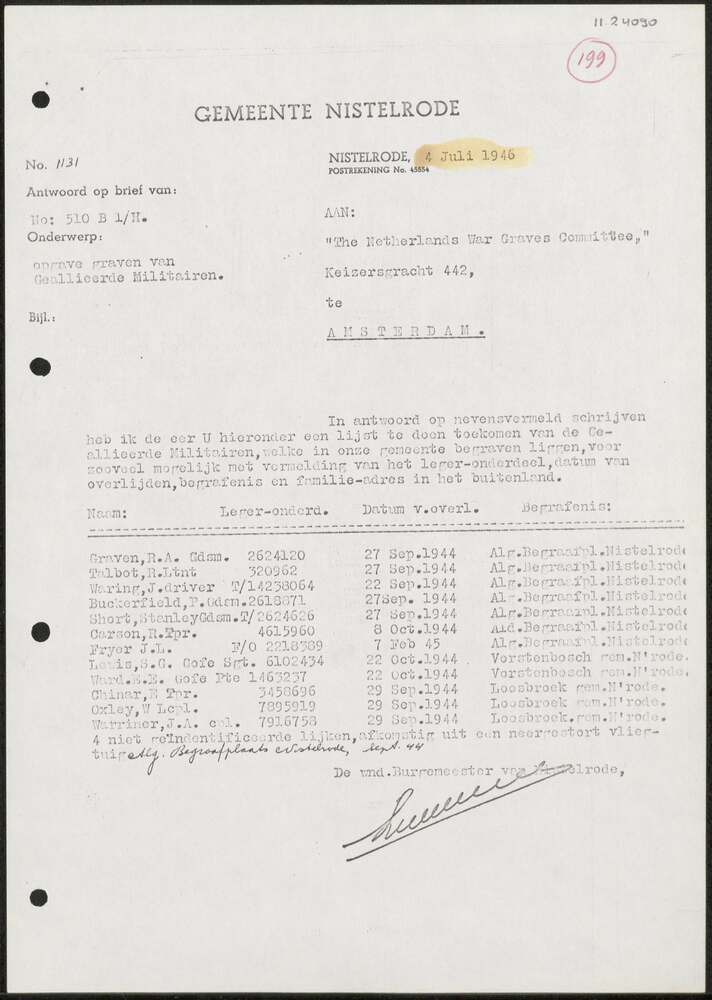 11.24090
199
GEMEENTE NISTELRODE
No. 1131
NISTELRODE, 4 Juli 1946
POSTREKENING No. 45554
Antwoord op brief van:
No: 510 B 1/H.
AAN:
Onderwerp:
"The Netherlands War Graves Committee,"
opgave graven van
Geallieerde Militairen.
Keizersgracht 442,
te
Bijl.:
AMSTERDAM.
In antwoord op nevensvermeld schrijven
heb ik de eer U hieronder een lijst te doen toekomen van de Ge-
allieerde Militairen,welke in onze gemeente begraven liggen,voor
zooveel mogelijk met vermelding van het leger-onderdeel,datum van
overlijden,begrafenis en familie-adres in het buitenland.
Naam: Leger-onderd. Datum v.overl. Begrafenis:
Graven,R.A. Gdsm. 2624120 27 Sep.1944 Alg.Begraafpl.Nistelrode
Talbot,R.Ltnt 320962 27 Sep.1944 Alg.Begraafpl.Nistelrode
Waring,J.driver T/14238064 22 Sep.1944 Alg.Begraafpl.Nistelrode
Buckerfield,P.Gdsm.2618871 27Sep. 1944 Alg.Begraafpl.Nistelrode
Short,StanleyGdsm.T/2624626 27 Sep.1944 Alg.Begraafpl.Nistelrode
Carson,R.Tpr. 4615960 8 Oct.1944 Ald.Begraafpl.Nistelrode
Fryer J.L. F/O 2218389 7 Feb 45 Alg.Begraafpl.Nistelrode
Lewis,S.G. Gofe Sgt. 6102434 22 Oct.1944 Vorstenbosch gem.N'rode.
Ward.E.E. Gofe Pte 1463237 22 Oct.1944 Vorstenbosch gem.N'rode.
Chinar,E Tpr. 3458696 29 Sep.1944 Loosbroek gem.N'rode.
Oxley,W Lcpl. 7895919 29 Sep.1944 Loosbroek gem.N'rode.
Warriner,J.A. cpl. 7916758 29 Sep.1944 Loosbroek.gem.N'rode.
4 niet geïndentificeerde lijken,afkomstig uit een neergestort vlieg-
tuig Alg. Begraafplaats Nistelrode, Sept. 44
De wnd.Burgemeester van Nistelrode,